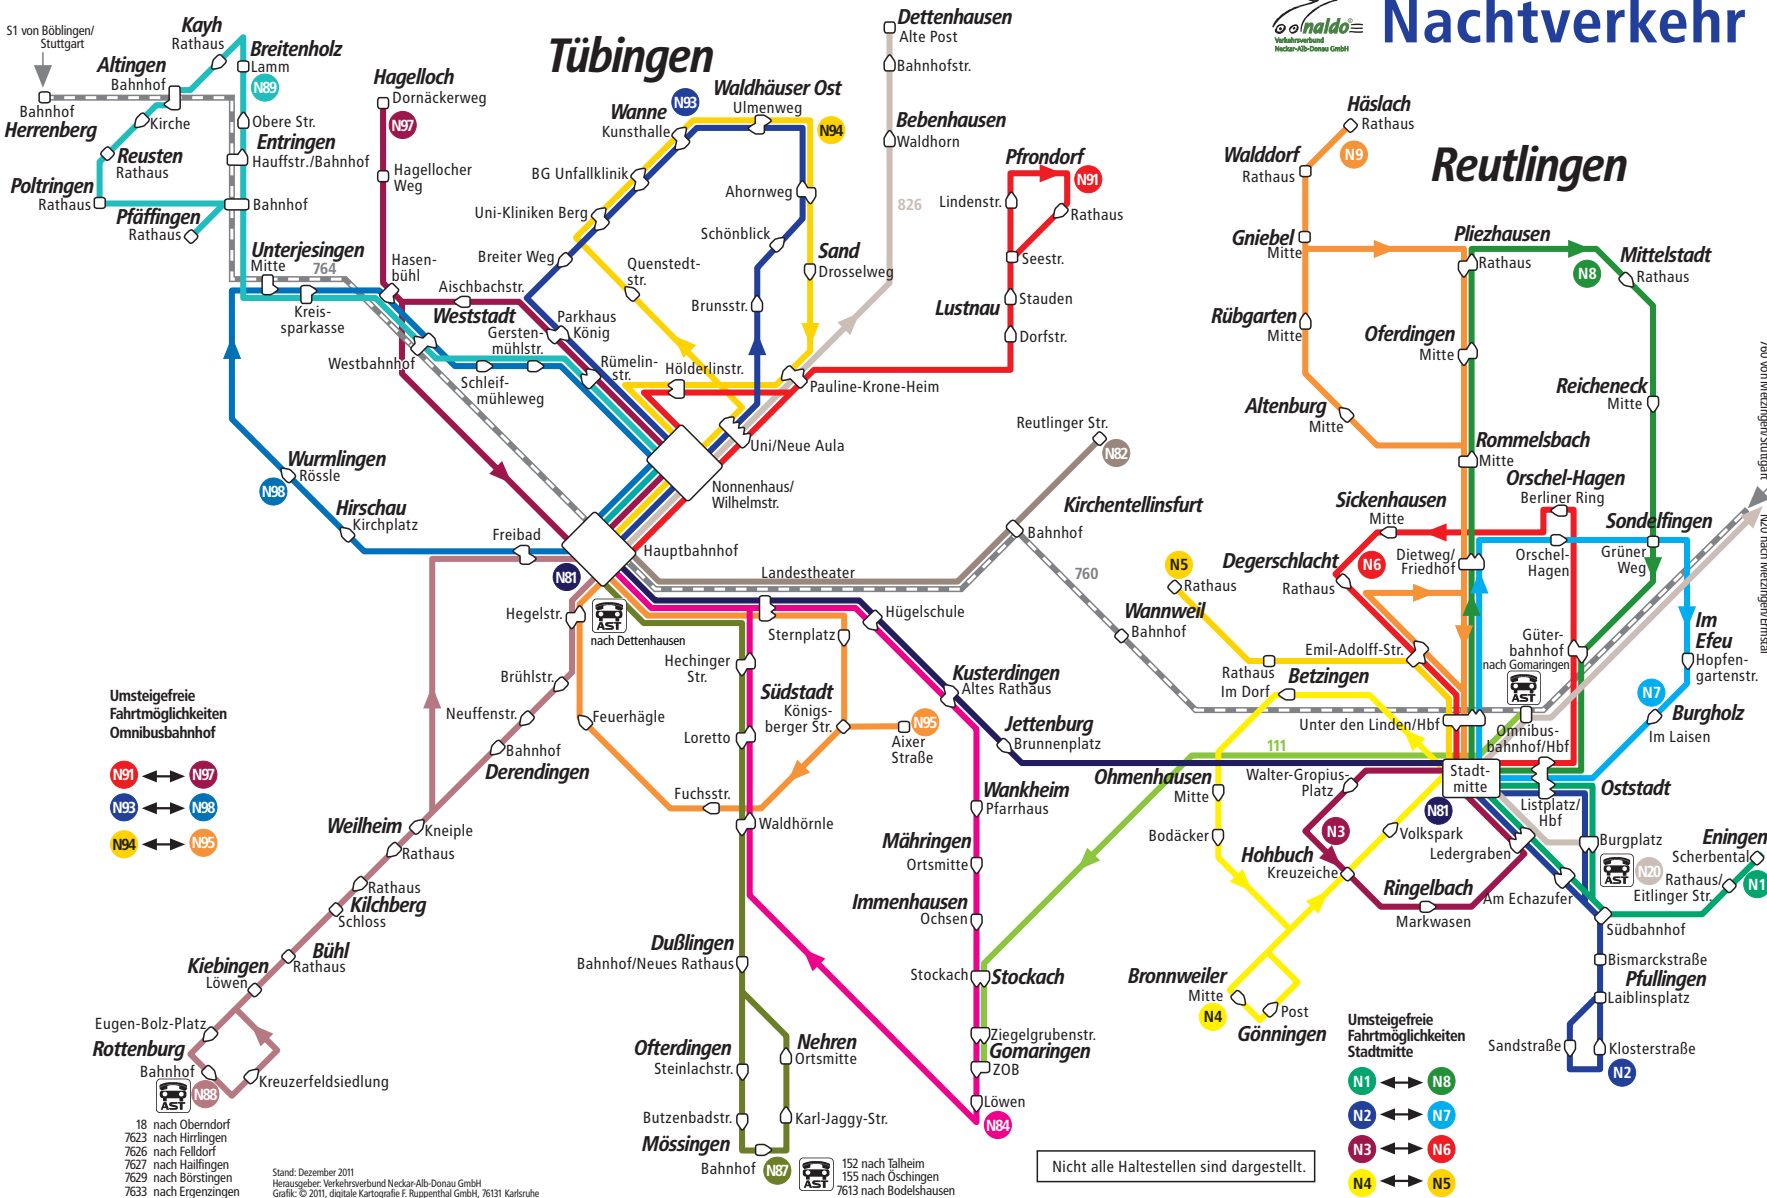 naldo
Verkehrsverbund
Neckar-Alb-Donau GmbH
Nachtverkehr
Tübingen
Reutlingen
S1 von Böblingen/
Stuttgart
Bahnhof
Herrenberg
Kayh
Rathaus
Altingen
Bahnhof
Kirche
Breitenholz
Lamm
N89
Obere Str.
Entringen
Hauffstr./Bahnhof
Reusten
Rathaus
Poltringen
Rathaus
Pfäffingen
Rathaus
Bahnhof
Unterjesingen
Mitte
764
Kreis-
sparkasse
Hagelloch
Dornäckerweg
N97
Hagellocher
Weg
Hasen-
bühl
Aischbachstr.
Weststadt
Gersten-
mühlstr.
Parkhaus
König
Westbahnhof
Schleif-
mühleweg
Rümelin-
str.
Hölderlinstr.
Wanne
Kunsthalle
N93
Waldhäuser Ost
Ulmenweg
N94
BG Unfallklinik
Uni-Kliniken Berg
Breiter Weg
Quenstedt-
str.
Ahornweg
Schönblick
Brunsstr.
Sand
Drosselweg
Pauline-Krone-Heim
Uni/Neue Aula
Nonnenhaus/
Wilhelmstr.
Dettenhausen
Alte Post
Bahnhofstr.
Bebenhausen
Waldhorn
826
Pfrondorf
N91
Lindenstr.
Rathaus
Seestr.
Stauden
Lustnau
Dorfstr.
Wurmlingen
Rössle
N98
Hirschau
Kirchplatz
Freibad
Hauptbahnhof
N81
AST
nach Dettenhausen
Hegelstr.
Landestheater
Reutlinger Str.
N82
Kirchentellinsfurt
Bahnhof
760
Wannweil
Bahnhof
N5
Rathaus
Rathaus
Im Dorf
Betzingen
Emil-Adolff-Str.
Unter den Linden/Hbf
Sternplatz
Hügelschule
Hechinger
Str.
Südstadt
Königs-
berger Str.
N95
Aixer
Straße
Loretto
Feuerhägle
Fuchsstr.
Waldhörnle
Brühlstr.
Neuffenstr.
Bahnhof
Derendingen
Weilheim
Kneiple
Rathaus
Rathaus
Kilchberg
Schloss
Bühl
Rathaus
Kiebingen
Löwen
Eugen-Bolz-Platz
Rottenburg
Bahnhof
N88
AST
Kreuzerfeldsiedlung
18 nach Oberndorf
7623 nach Hirrlingen
7626 nach Felldorf
7627 nach Hailfingen
7629 nach Börstingen
7633 nach Ergenzingen
Umsteigefreie
Fahrtmöglichkeiten
Omnibusbahnhof
N91 N97
N93 N98
N94 N95
Stand: Dezember 2011
Herausgeber: Verkehrsverbund Neckar-Alb-Donau GmbH
Grafik: © 2011, digitale Kartografie F. Ruppenthal GmbH, 76131 Karlsruhe
Dußlingen
Bahnhof/Neues Rathaus
Nehren
Ortsmitte
Ofterdingen
Steinlachstr.
Butzenbadstr.
Karl-Jaggy-Str.
Mössingen
Bahnhof
N87
AST
152 nach Talheim
155 nach Öschingen
7613 nach Bodelshausen
Kusterdingen
Altes Rathaus
Jettenburg
Brunnenplatz
Wankheim
Pfarrhaus
Mähringen
Ortsmitte
Immenhausen
Ochsen
Stockach
Stockach
Ziegelgrubenstr.
Gomaringen
ZOB
Löwen
N84
111
Ohmenhausen
Mitte
Bodäcker
Bronnweiler
Mitte
N4
Post
Gönningen
Walter-Gropius-
Platz
N3
Hohbuch
Kreuzeiche
Volkspark
Ledergraben
Ringelbach
Markwasen
Stadt-
mitte
N81
Häslach
Rathaus
N9
Walddorf
Rathaus
Gniebel
Mitte
Rübgarten
Mitte
Altenburg
Mitte
Pliezhausen
Rathaus
N8
Mittelstadt
Rathaus
Oferdingen
Mitte
Reicheneck
Mitte
Rommelsbach
Mitte
Orschel-Hagen
Berliner Ring
Sickenhausen
Mitte
Degerschlacht
Rathaus
N6
Dietweg/
Friedhof
Orschel-
Hagen
Sondelfingen
Grüner
Weg
Im
Efeu
Hopfen-
gartenstr.
N7
Burgholz
Im Laisen
Güter-
bahnhof
nach Gomaringen
AST
Omnibus-
bahnhof/Hbf
Listplatz/
Hbf
Oststadt
Burgplatz
AST
N20
Eningen
Scherbental
N1
Rathaus/
Eitlinger Str.
Am Echazufer
Südbahnhof
Bismarckstraße
Pfullingen
Laiblinsplatz
Sandstraße
Klosterstraße
N2
Umsteigefreie
Fahrtmöglichkeiten
Stadtmitte
N1 N8
N2 N7
N3 N6
N4 N5
Nicht alle Haltestellen sind dargestellt.